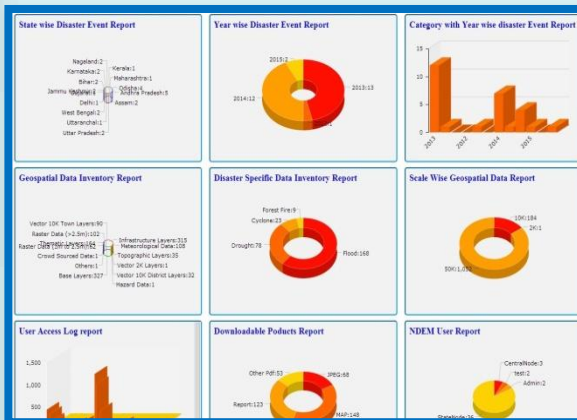 State wise Disaster Event Report
Nagaland:2
Kerala:1
Karnataka:2
Maharashtra:1
Bihar:2
Odisha:4
Andhra Pradesh:5
Delhi:1
Assam:2
West Bengal:2
Uttaranchal:1
Uttar Pradesh:2
Year wise Disaster Event Report
2015:2
2013:13
2014:12
Category with Year wise disaster Event Report
15
10
5
0
2013
2012
2014
2015
Geospatial Data Inventory Report
Vector 10K Town Layers:90
Raster Data (>2.5m):102
Infrastructure Layers:315
Meteorological Data:108
Topographic Layers:35
Crowd Sourced Data:1
Vector 2K Layers:1
Others:1
Vector 10K District Layers:32
Base Layers:327
Hazard Data:1
Disaster Specific Data Inventory Report
Forest Fire:9
Cyclone:23
Drought:78
Flood:168
Scale Wise Geospatial Data Report
10K:184
2K:1
User Access Log report
1,500
1,000
500
Downloadable Poducts Report
Other Pdf:53
JPEG:68
Report:123
MAP:148
NDEM User Report
CentralNode:3
test:2
Admin:2